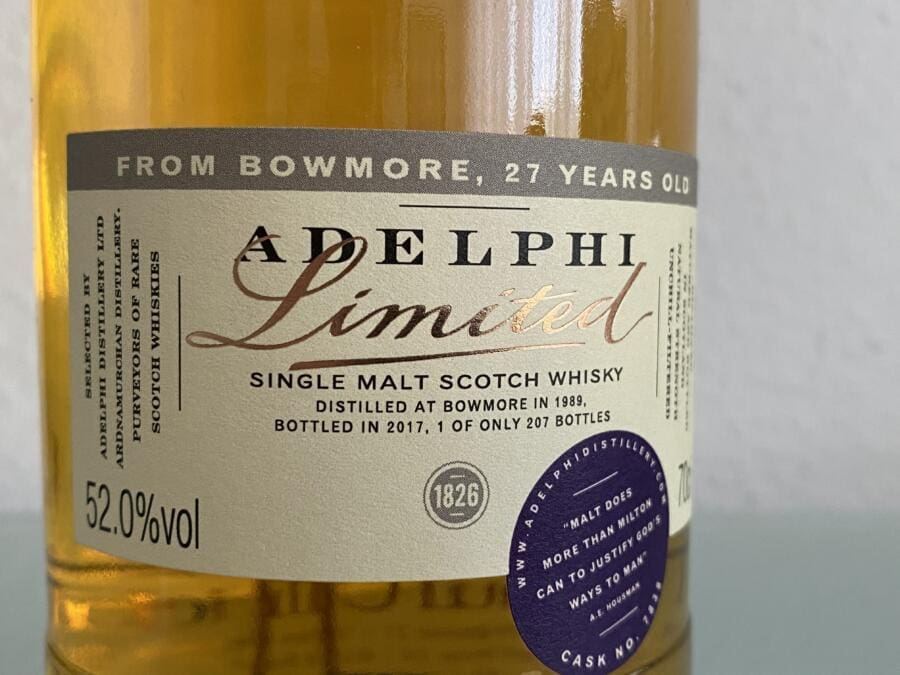 FROM BOWMORE, 27 YEARS OLD
SELECTED BY
ADELPHI DISTILLERY LTD
ARDNAMURCHAN DISTILLERY.
PURVEYORS OF RARE
SCOTCH WHISKIES
ADELPHI
Limited
SINGLE MALT SCOTCH WHISKY
DISTILLED AT BOWMORE IN 1989,
BOTTLED IN 2017, 1 OF ONLY 207 BOTTLES
NATURAL STRENGTH
UNCHILLFILTERED
52.0%vol
1826
WWW.ADELPHIDISTILLERY.COM
"MALT DOES
MORE THAN MILTON
CAN TO JUSTIFY GOD'S
WAYS TO MAN"
A.E. HOUSMAN
CASK NO.